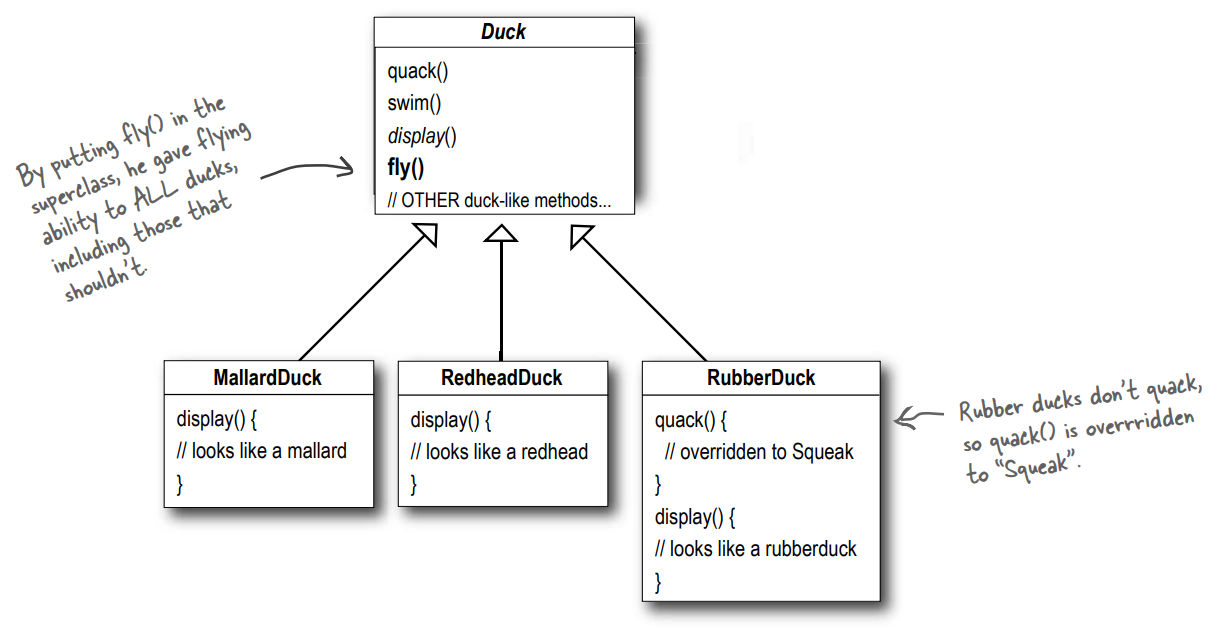 Duck
quack()
swim()
display()
fly()
// OTHER duck-like methods...
By putting fly() in the
superclass, he gave flying
ability to ALL ducks,
including those that
shouldn't.
MallardDuck
display() {
// looks like a mallard
}
RedheadDuck
display() {
// looks like a redhead
}
RubberDuck
quack() {
// overridden to Squeak
}
display() {
// looks like a rubberduck
}
Rubber ducks don't quack,
so quack() is overrridden
to "Squeak".